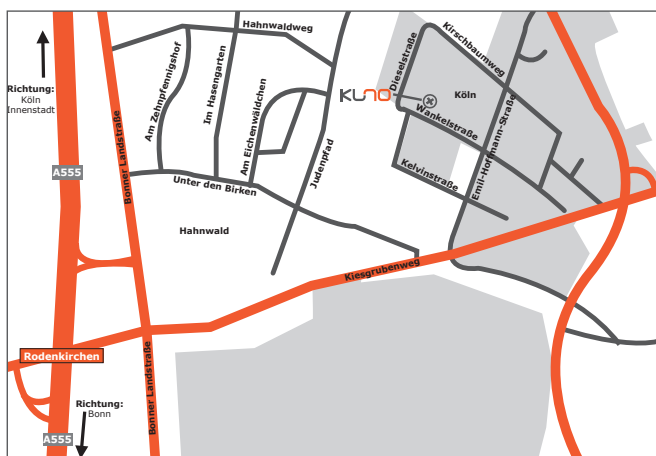 Hahnwaldweg
Richtung:
Köln
Innenstadt
Am Zehnpfennigshof
Im Hasengarten
Am Eichenwäldchen
Judenpfad
Dieselstraße
Kirschbaumweg
KUNO
Köln
Wankelstraße
Emil-Hoffmann-Straße
Kelvinstraße
A555
Bonner Landstraße
Unter den Birken
Hahnwald
Kiesgrubenweg
Rodenkirchen
Bonner Landstraße
Richtung:
Bonn
A555